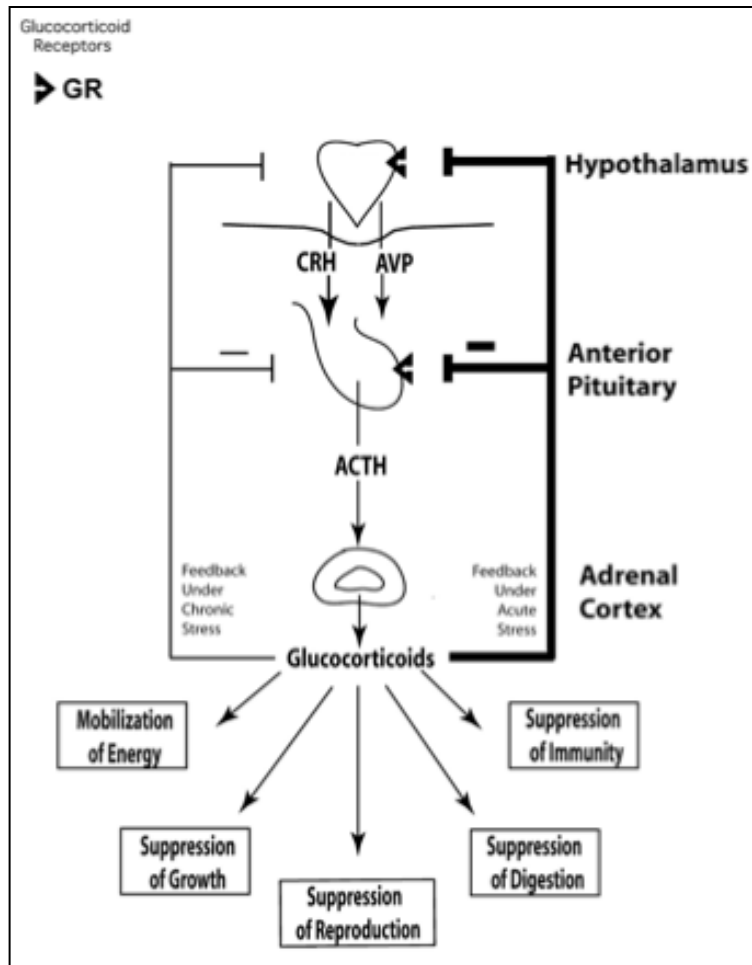 Glucocorticoid
Receptors
GR
Hypothalamus
CRH
AVP
Anterior
Pituitary
ACTH
Feedback
Under
Chronic
Stress
Feedback
Under
Acute
Stress
Adrenal
Cortex
Glucocorticoids
Mobilization
of Energy
Suppression
of Immunity
Suppression
of Growth
Suppression
of Digestion
Suppression
of Reproduction